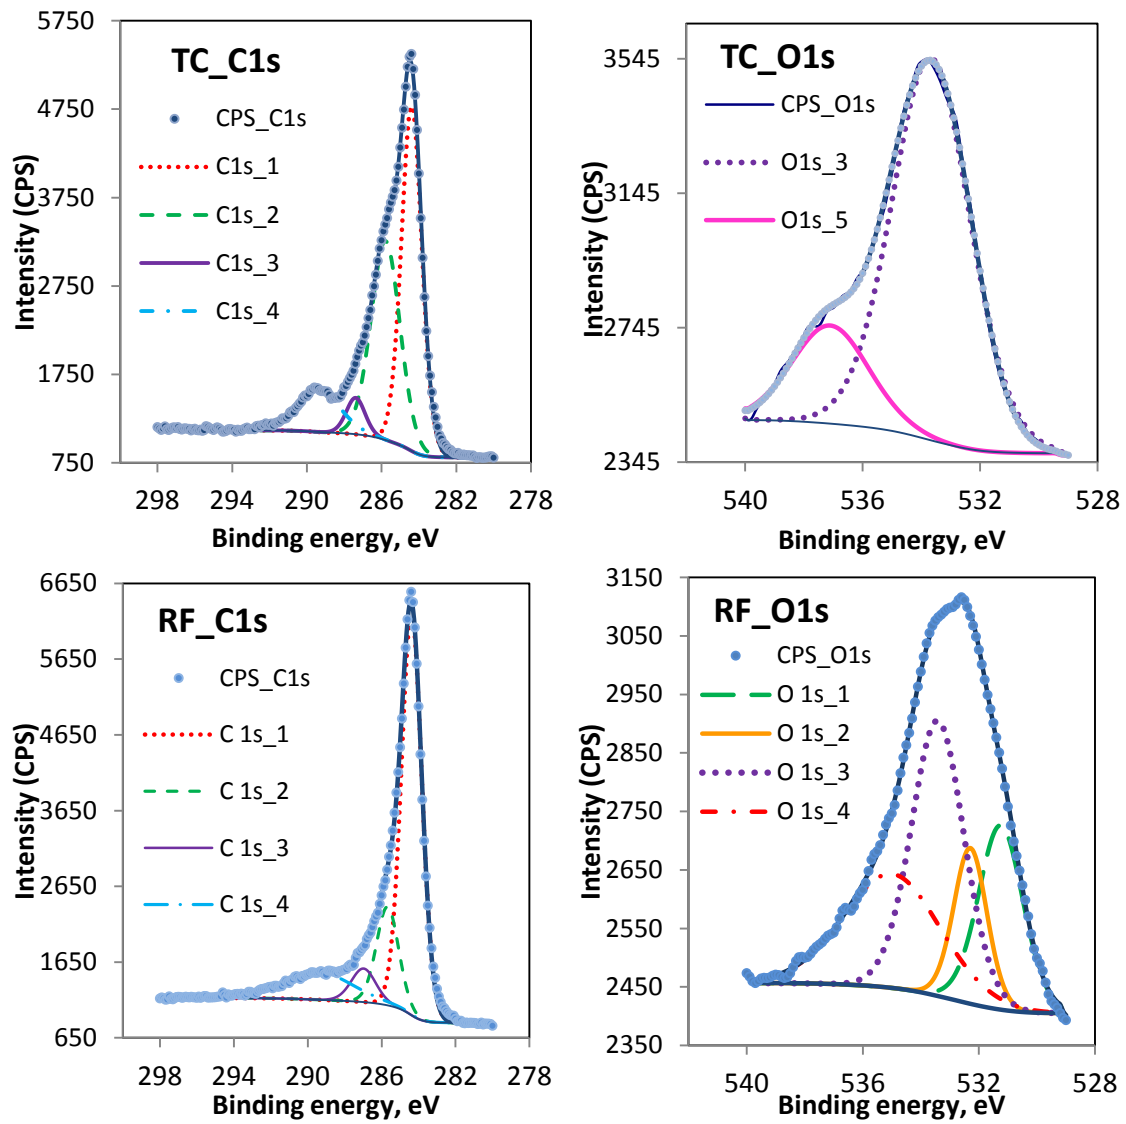 TC_C1s
CPS_C1s
C1s_1
C1s_2
C1s_3
C1s_4
5750
4750
3750
2750
1750
750
298
294
290
286
282
278
Intensity (CPS)
Binding energy, eV
TC_O1s
CPS_O1s
O1s_3
O1s_5
3545
3145
2745
2345
540
536
532
528
Intensity (CPS)
Binding energy, eV
RF_C1s
CPS_C1s
C 1s_1
C 1s_2
C 1s_3
C 1s_4
6650
5650
4650
3650
2650
1650
650
298
294
290
286
282
278
Intensity (CPS)
Binding energy, eV
RF_O1s
CPS_O1s
O 1s_1
O 1s_2
O 1s_3
O 1s_4
3150
3050
2950
2850
2750
2650
2550
2450
2350
540
536
532
528
Intensity (CPS)
Binding energy, eV